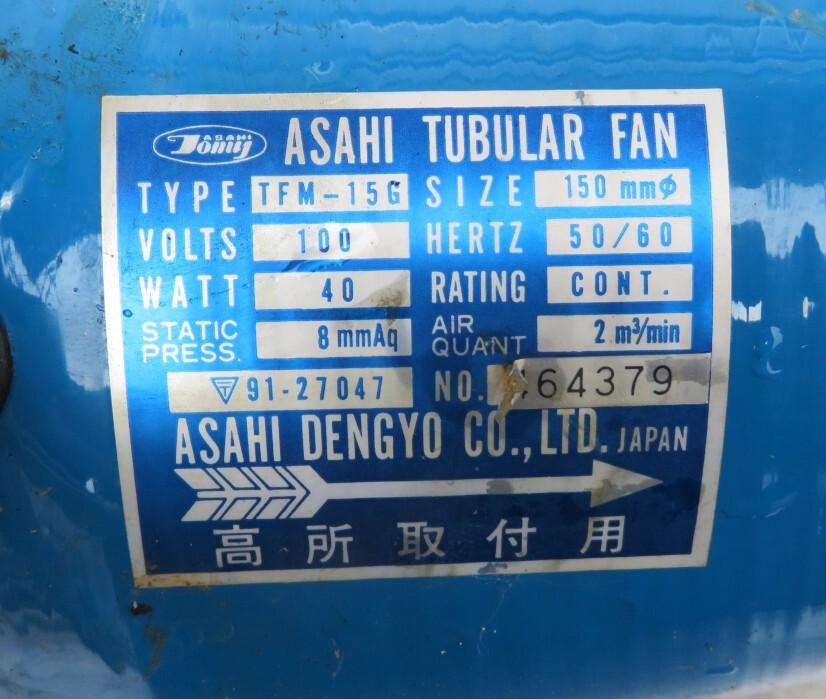 ASAHI Tomy ASAHI TUBULAR FAN
TYPE TFM-15G SIZE 150 mmφ
VOLTS 100 HERTZ 50/60
WATT 40 RATING CONT.
STATIC PRESS. 8 mmAq AIR QUANT 2 m³/min
91-27047 NO. 464379
ASAHI DENGYO CO., LTD. JAPAN
高所取付用